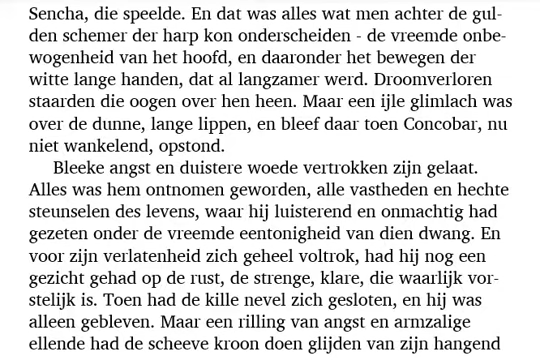 Sencha, die speelde. En dat was alles wat men achter de gul-
den schemer der harp kon onderscheiden - de vreemde onbe-
wogenheid van het hoofd, en daaronder het bewegen der
witte lange handen, dat al langzamer werd. Droomverloren
staarden die oogen over hen heen. Maar een ijle glimlach was
over de dunne, lange lippen, en bleef daar toen Concobar, nu
niet wankelend, opstond.
Bleeke angst en duistere woede vertrokken zijn gelaat.
Alles was hem ontnomen geworden, alle vastheden en hechte
steunselen des levens, waar hij luisterend en onmachtig had
gezeten onder de vreemde eentonigheid van dien dwang. En
voor zijn verlatenheid zich geheel voltrok, had hij nog een
gezicht gehad op de rust, de strenge, klare, die waarlijk vor-
stelijk is. Toen had de kille nevel zich gesloten, en hij was
alleen gebleven. Maar een rilling van angst en armzalige
ellende had de scheeve kroon doen glijden van zijn hangend